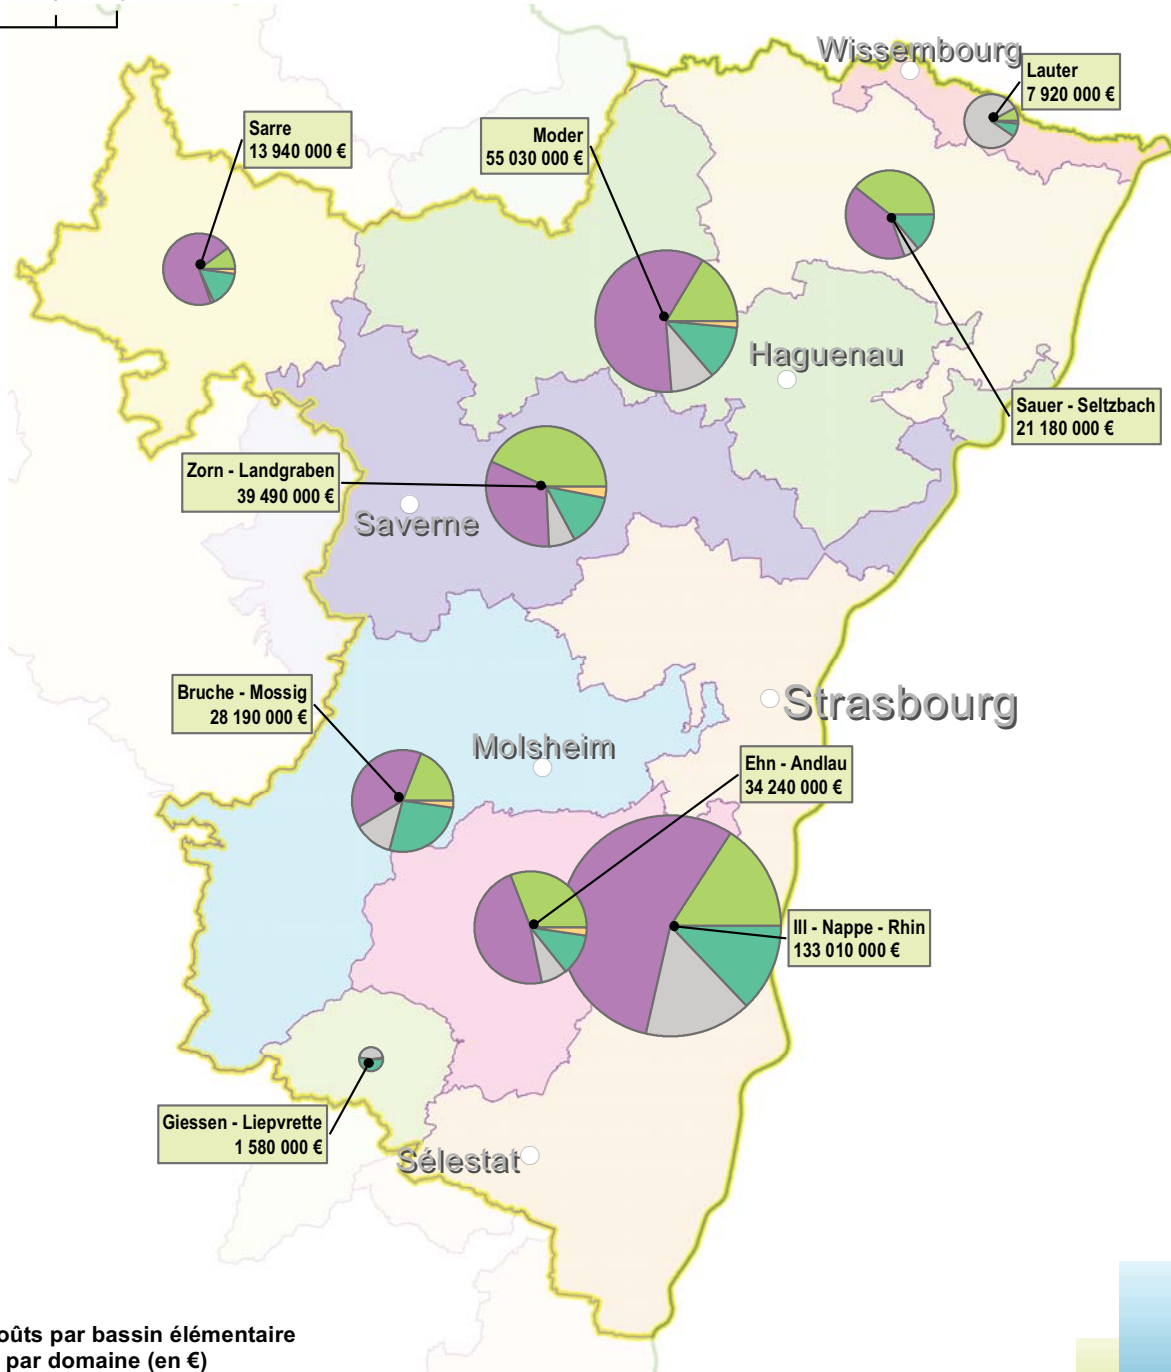 Wissembourg
Lauter
7 920 000 €
Sarre
13 940 000 €
Moder
55 030 000 €
Haguenau
Sauer - Seltzbach
21 180 000 €
Zorn - Landgraben
39 490 000 €
Saverne
Bruche - Mossig
28 190 000 €
Strasbourg
Molsheim
Ehn - Andlau
34 240 000 €
Ill - Nappe - Rhin
133 010 000 €
Giessen - Liepvrette
1 580 000 €
Sélestat
oûts par bassin élémentaire
par domaine (en €)